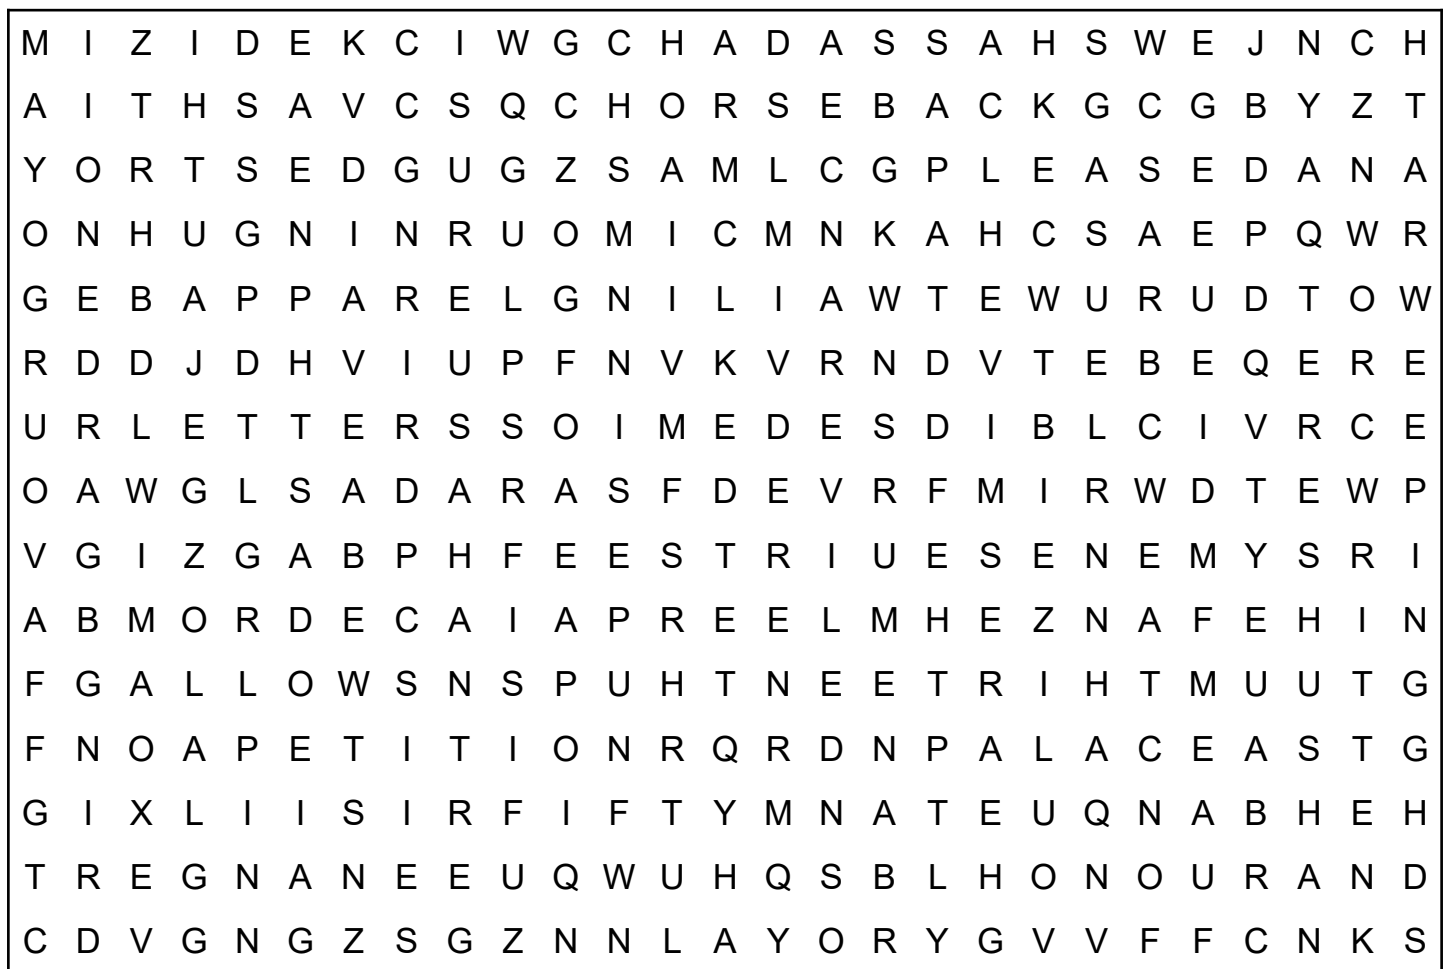 M I Z I D E K C I W G C H A D A S S A H S W E J N C H
A I T H S A V C S Q C H O R S E B A C K G C G B Y Z T
Y O R T S E D G U G Z S A M L C G P L E A S E D A N A
O N H U G N I N R U O M I C M N K A H C S A E P Q W R
G E B A P P A R E L G N I L I A W T E W U R U D T O W
R D D J D H V I U P F N V K V R N D V T E B E Q E R E
U R L E T T E R S S O I M E D E S D I B L C I V R C E
O A W G L S A D A R A S F D E V R F M I R W D T E W P
V G I Z G A B P H F E E S T R I U E S E N E M Y S R I
A B M O R D E C A I A P R E E L M H E Z N A F E H I N
F G A L L O W S N S P U H T N E E T R I H T M U U T G
F N O A P E T I T I O N R Q R D N P A L A C E A S T G
G I X L I I S I R F I F T Y M N A T E U Q N A B H E H
T R E G N A N E E U Q W U H Q S B L H O N O U R A N D
C D V G N G Z S G Z N N L A Y O R Y G V V F F C N K S